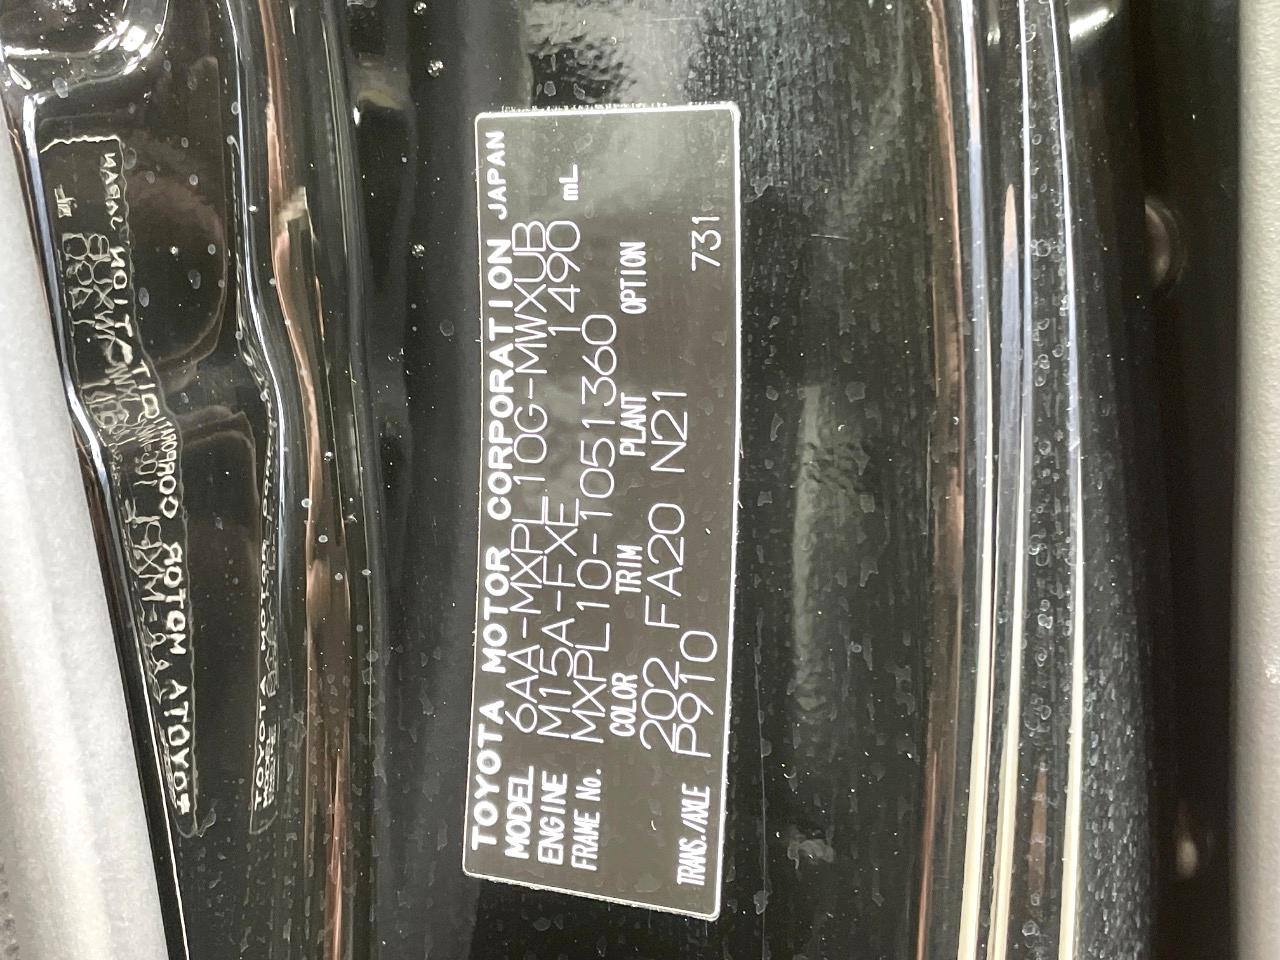 TOYOTA MOTOR CORPORATION JAPAN
MODEL 6AA-MXPL10G-MWXUB
ENGINE M15A-FXE 1490 mL
FRAME No. MXPL10-1051360
COLOR TRIM PLANT OPTION
202 FA20 N21
TRANS./AXLE P910 731